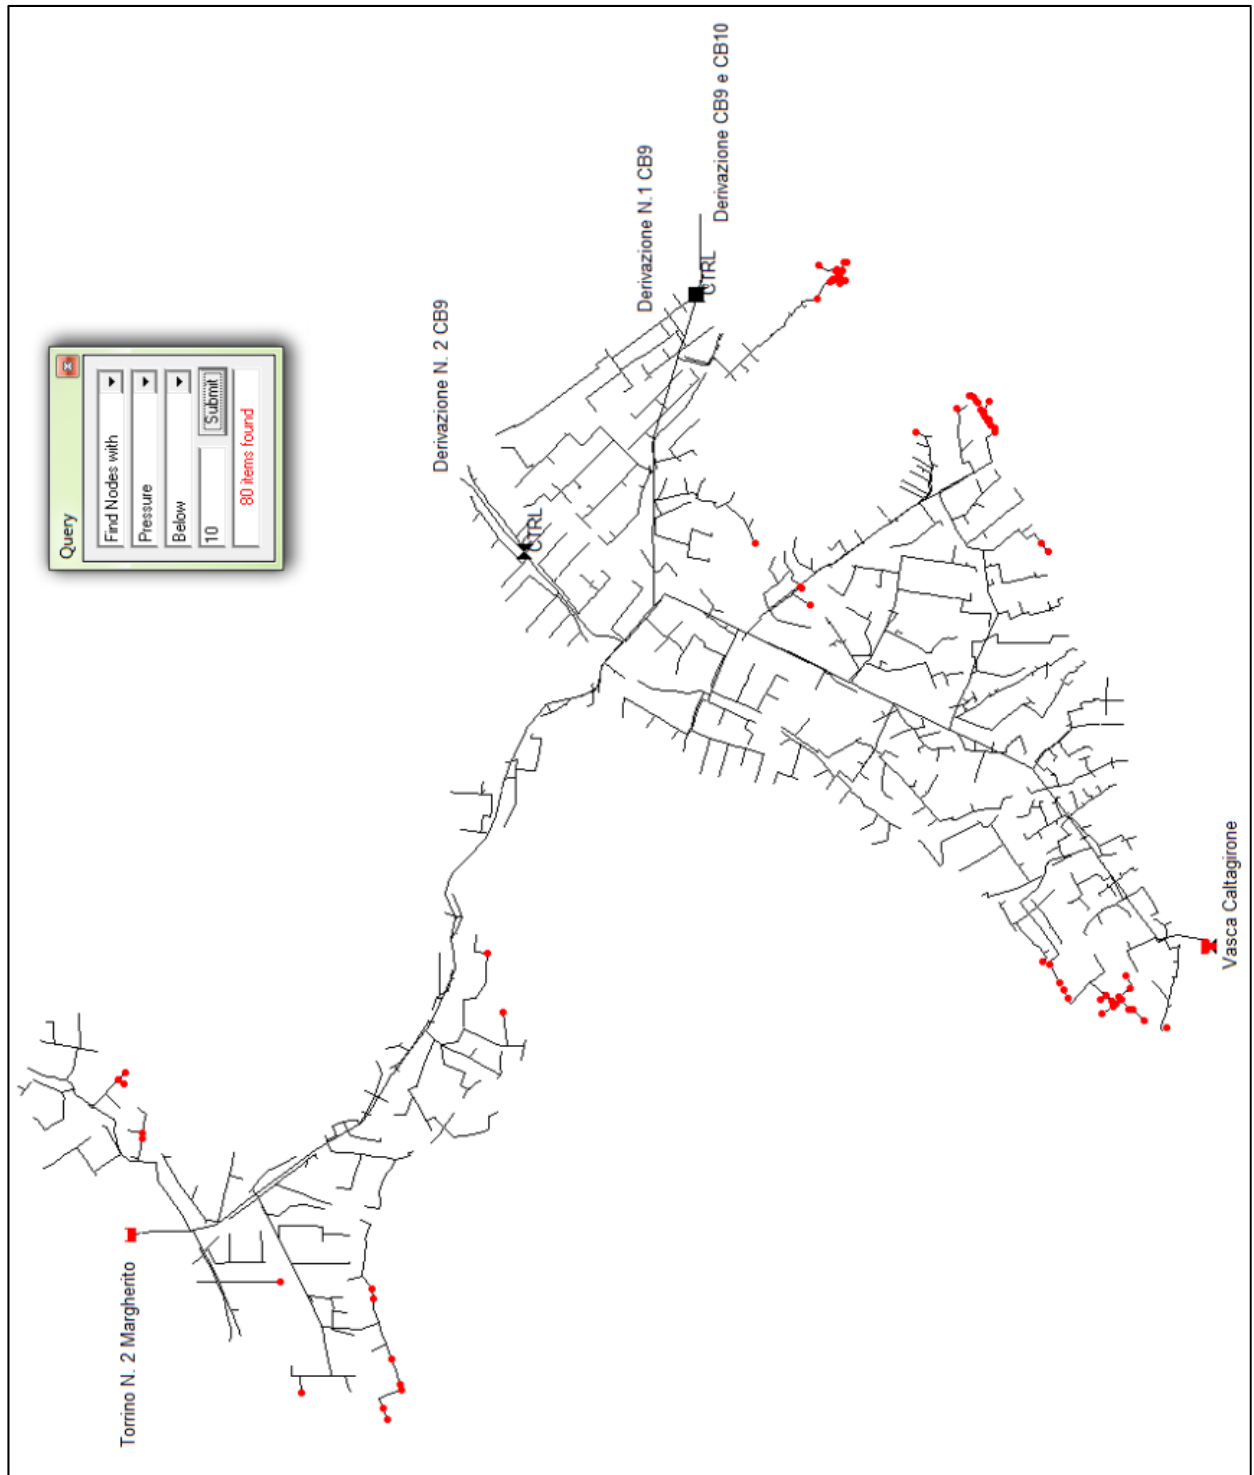 Query
Find Nodes with
Pressure
Below
10
Submit
80 items found
Derivazione N. 2 CB9
Derivazione N.1 CB9
Derivazione CB9 e CB10
CTRL
CTRL
Torrino N. 2 Margherito
Vasca Caltagirone